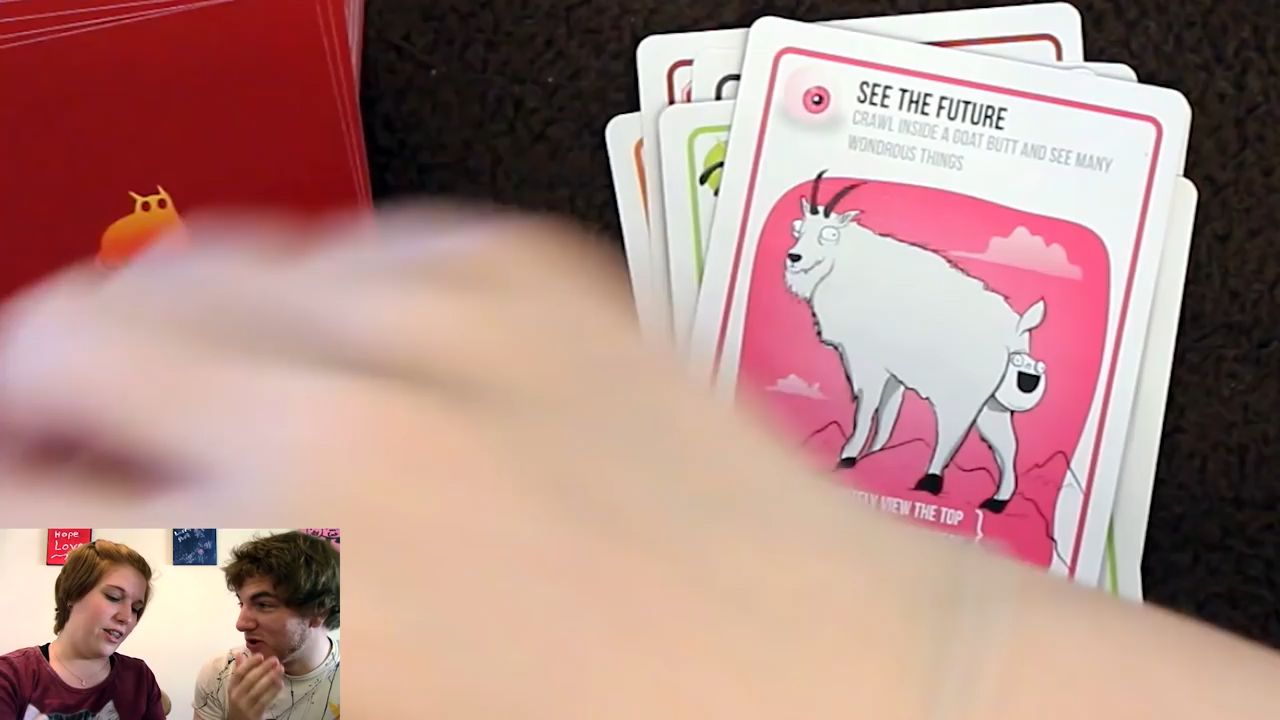 SEE THE FUTURE
CRAWL INSIDE A GOAT BUTT AND SEE MANY
WONDROUS THINGS
VIEW THE TOP
Hope
Love